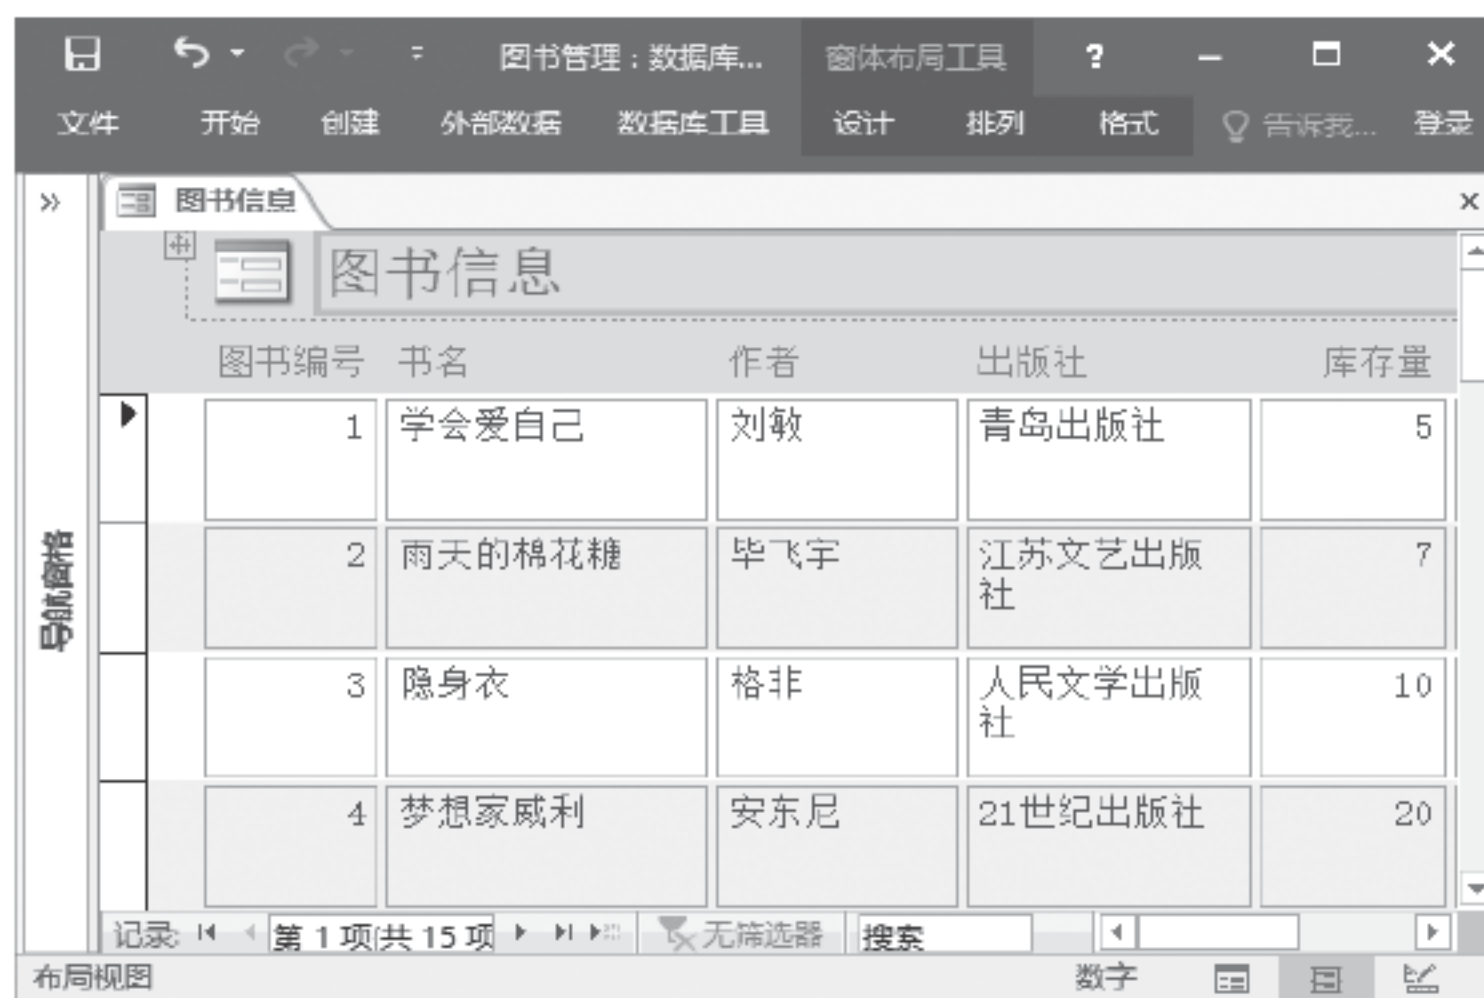 图书管理：数据库... 窗体布局工具 ?
文件 开始 创建 外部数据 数据库工具 设计 排列 格式 告诉我... 登录
图书信息
图书信息
图书编号 书名 作者 出版社 库存量
1 学会爱自己 刘敏 青岛出版社 5
2 雨天的棉花糖 毕飞宇 江苏文艺出版 7
社
3 隐身衣 格非 人民文学出版 10
社
4 梦想家威利 安东尼 21世纪出版社 20
导航窗格
记录: 第 1 项(共 15 项 无筛选器 搜索
布局视图 数字